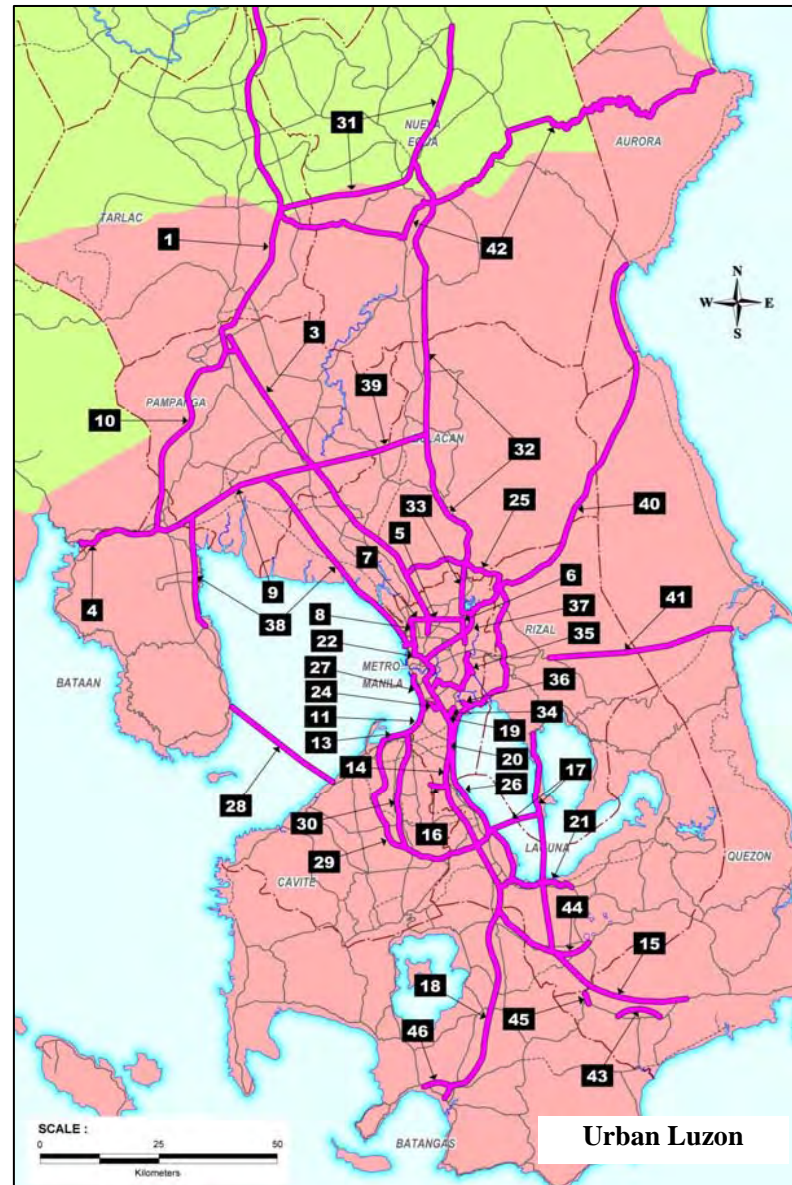 31
NUEVA
ECIJA
AURORA
TARLAC
1
42
N
W E
S
3
39
PAMPANGA
10
BULACAN
32
33
25
5
40
7
6
4
9
8
37
41
38
22
RIZAL
35
27
METRO
MANILA
BATAAN
24
36
11
34
13
19
14
20
17
28
26
30
16
21
LAGUNA
29
QUEZON
CAVITE
44
15
18
45
46
43
SCALE :
0 25 50
Kilometers
BATANGAS
Urban Luzon